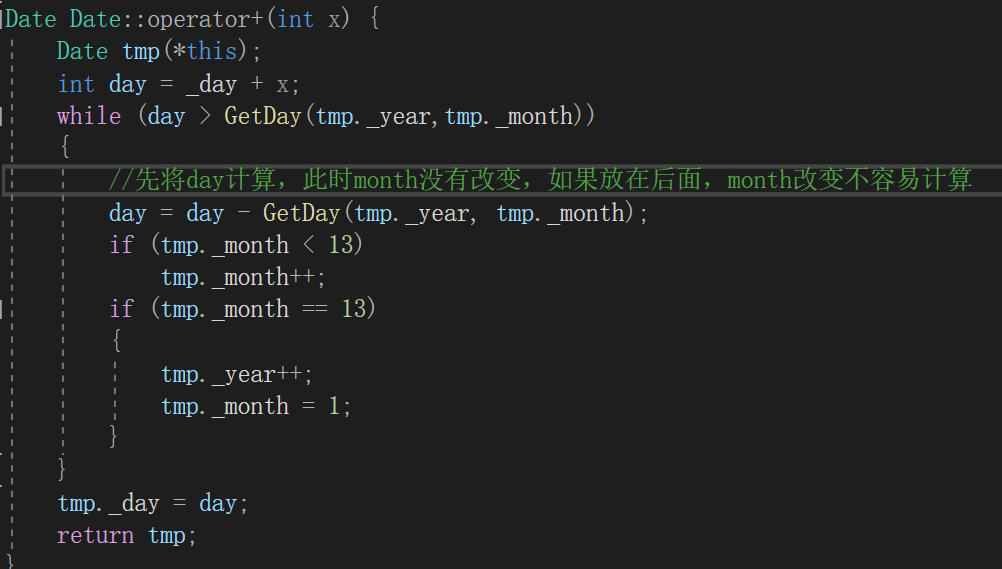 Date Date::operator+(int x) {
Date tmp(*this);
int day = _day + x;
while (day > GetDay(tmp._year,tmp._month))
{
//先将day计算，此时month没有改变，如果放在后面，month改变不容易计算
day = day - GetDay(tmp._year, tmp._month);
if (tmp._month < 13)
tmp._month++;
if (tmp._month == 13)
{
tmp._year++;
tmp._month = 1;
}
}
tmp._day = day;
return tmp;
}